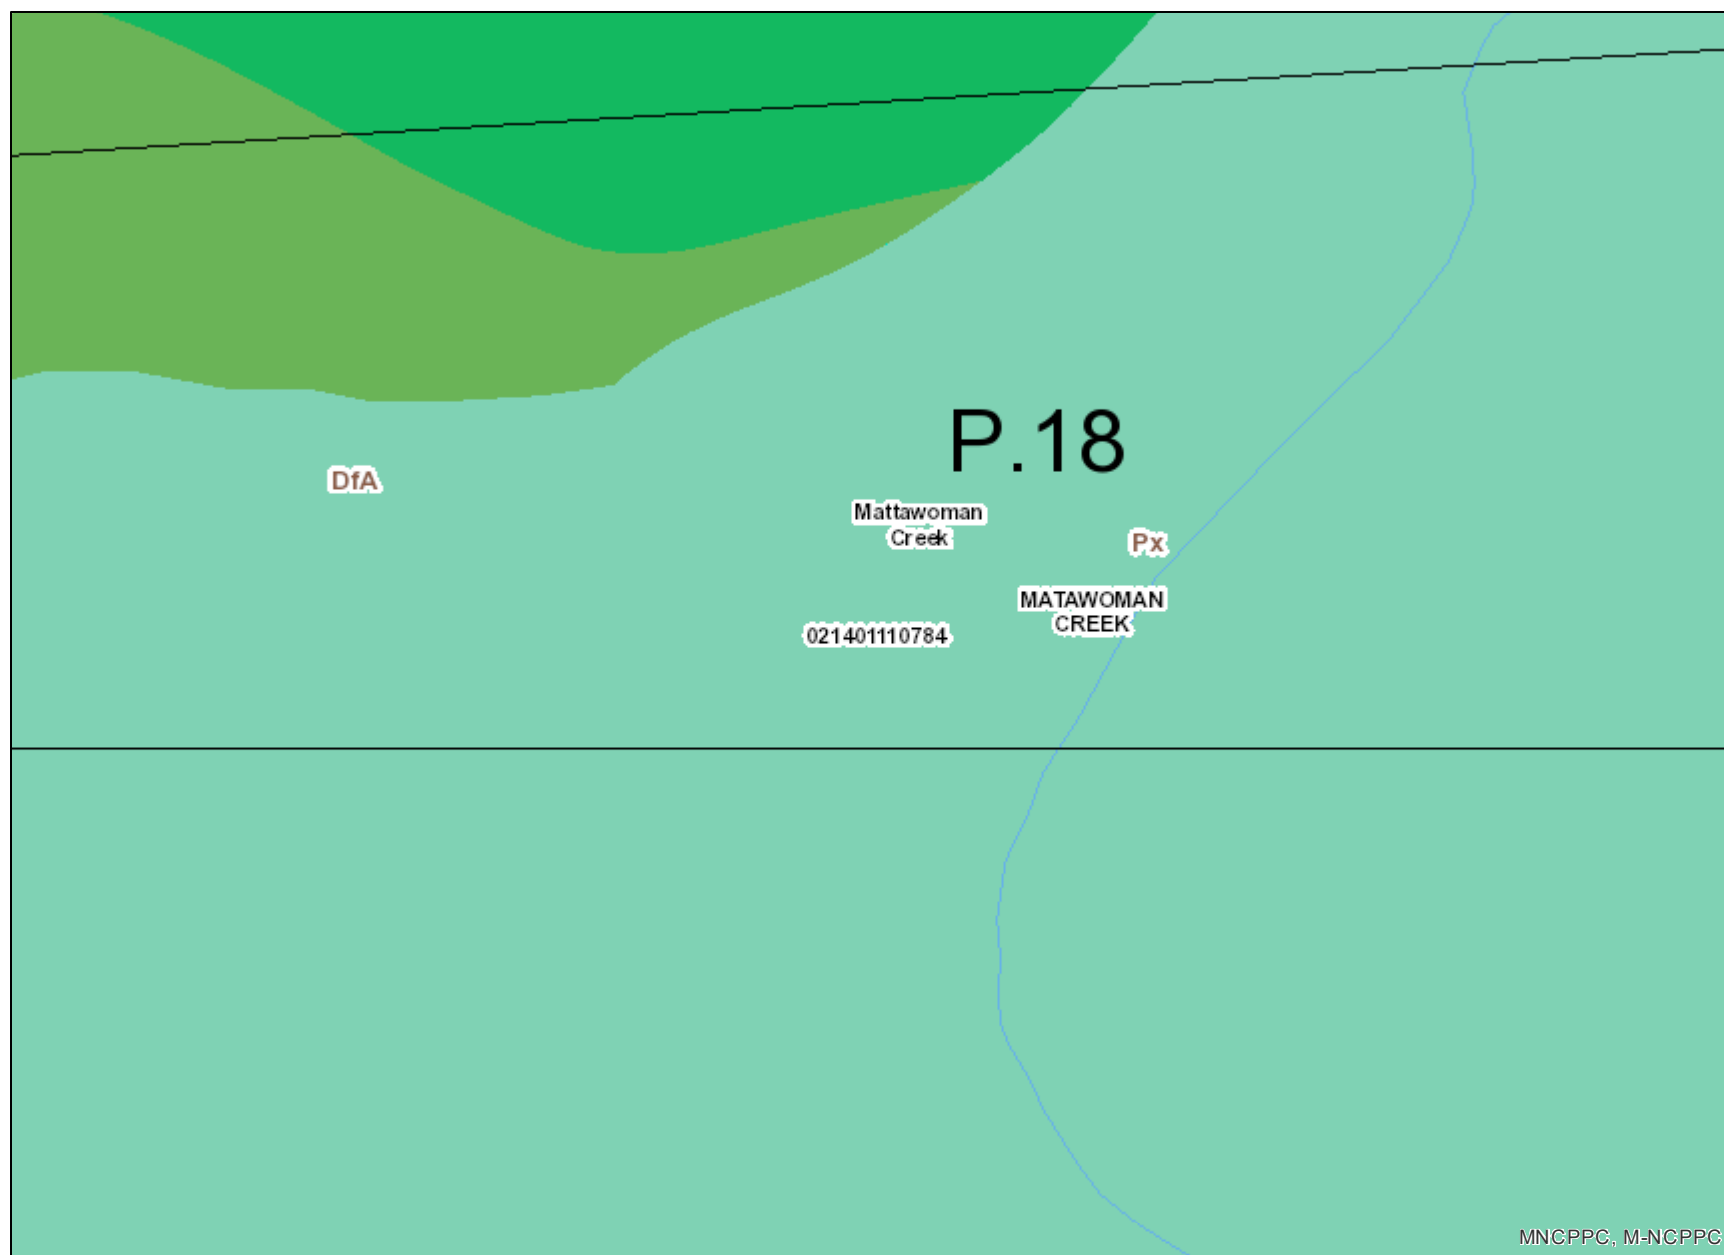 P.18
DfA
Mattawoman
Creek
Px
MATAWOMAN
CREEK
021401110784
MNCPPC, M-NCPPC